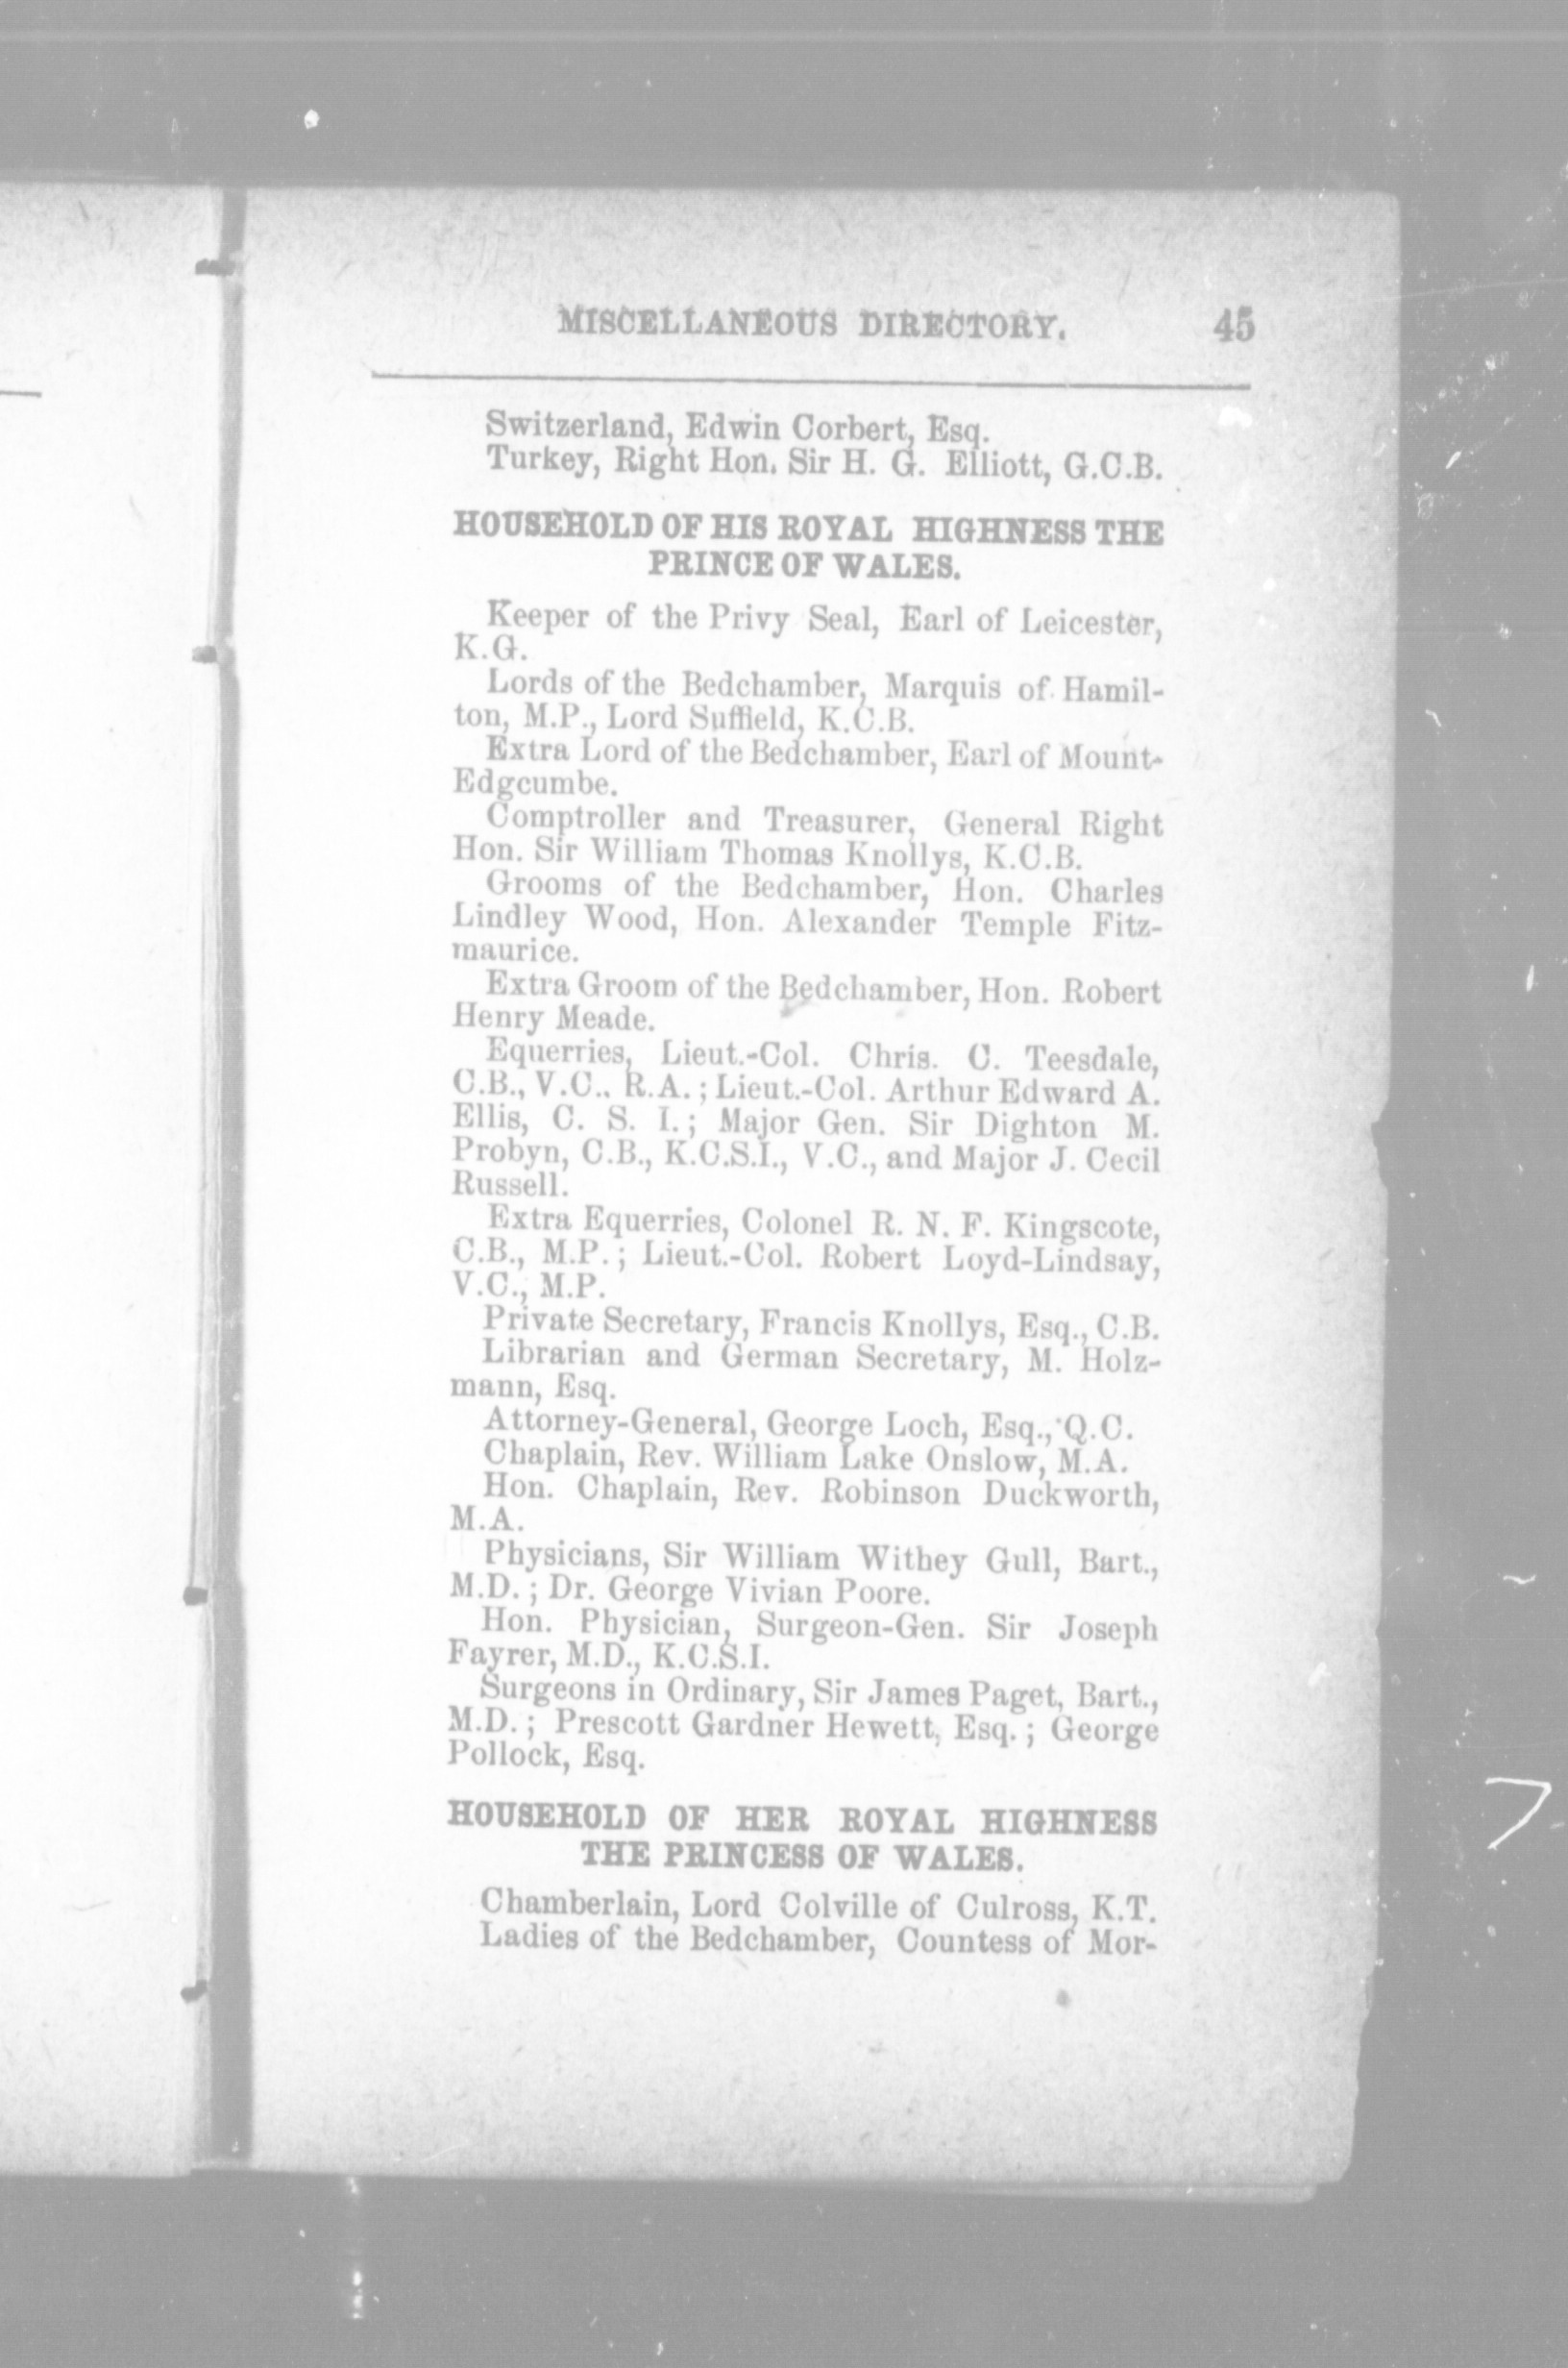 MISCELLANEOUS DIRECTORY. 45
Switzerland, Edwin Corbert, Esq.
Turkey, Right Hon. Sir H. G. Elliott, G.C.B.
HOUSEHOLD OF HIS ROYAL HIGHNESS THE
PRINCE OF WALES.
Keeper of the Privy Seal, Earl of Leicester,
K.G.
Lords of the Bedchamber, Marquis of Hamil-
ton, M.P., Lord Suffield, K.C.B.
Extra Lord of the Bedchamber, Earl of Mount-
Edgcumbe.
Comptroller and Treasurer, General Right
Hon. Sir William Thomas Knollys, K.C.B.
Grooms of the Bedchamber, Hon. Charles
Lindley Wood, Hon. Alexander Temple Fitz-
maurice.
Extra Groom of the Bedchamber, Hon. Robert
Henry Meade.
Equerries, Lieut.-Col. Chris. C. Teesdale,
C.B., V.C., R.A.; Lieut.-Col. Arthur Edward A.
Ellis, C. S. I.; Major Gen. Sir Dighton M.
Probyn, C.B., K.C.S.I., V.C., and Major J. Cecil
Russell.
Extra Equerries, Colonel R. N. F. Kingscote,
C.B., M.P.; Lieut.-Col. Robert Loyd-Lindsay,
V.C., M.P.
Private Secretary, Francis Knollys, Esq., C.B.
Librarian and German Secretary, M. Holz-
mann, Esq.
Attorney-General, George Loch, Esq., Q.C.
Chaplain, Rev. William Lake Onslow, M.A.
Hon. Chaplain, Rev. Robinson Duckworth,
M.A.
Physicians, Sir William Withey Gull, Bart.,
M.D.; Dr. George Vivian Poore.
Hon. Physician, Surgeon-Gen. Sir Joseph
Fayrer, M.D., K.C.S.I.
Surgeons in Ordinary, Sir James Paget, Bart.,
M.D.; Prescott Gardner Hewett, Esq.; George
Pollock, Esq.
HOUSEHOLD OF HER ROYAL HIGHNESS
THE PRINCESS OF WALES.
Chamberlain, Lord Colville of Culross, K.T.
Ladies of the Bedchamber, Countess of Mor-